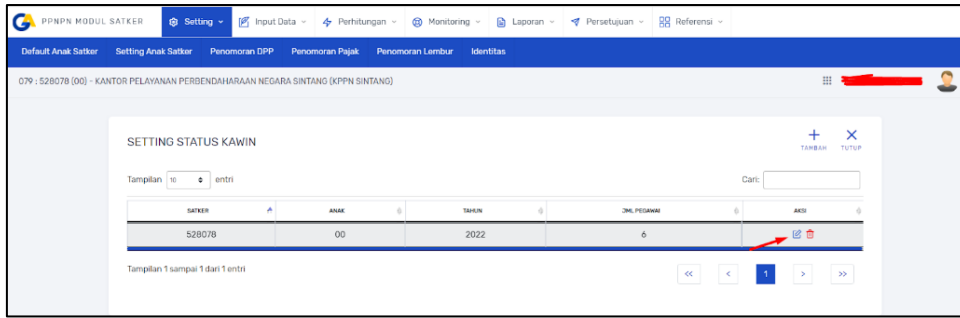 GA PPNPN MODUL SATKER Setting Input Data Perhitungan Monitoring Laporan Persetujuan Referensi
Default Anak Satker Setting Anak Satker Penomoran DPP Penomoran Pajak Penomoran Lembur Identitas
079 : 528078 (00) - KANTOR PELAYANAN PERBENDAHARAAN NEGARA SINTANG (KPPN SINTANG)
SETTING STATUS KAWIN
TAMBAH TUTUP
Tampilan 10 entri Cari:
SATKER ANAK TAHUN JML PEGAWAI AKSI
528078 00 2022 6
Tampilan 1 sampai 1 dari 1 entri
<< < 1 > >>